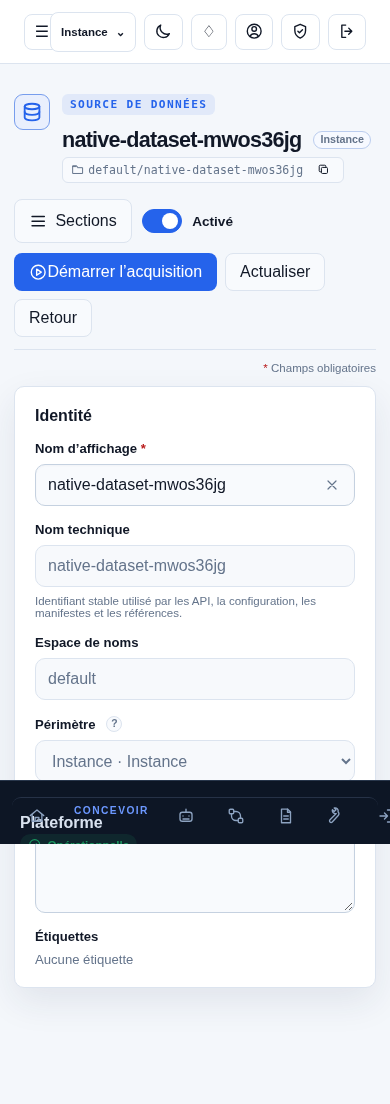 Instance
SOURCE DE DONNÉES
native-dataset-mwos36jg Instance
default/native-dataset-mwos36jg
Sections Activé
Démarrer l’acquisition Actualiser
Retour
* Champs obligatoires
Identité
Nom d’affichage *
native-dataset-mwos36jg
Nom technique
native-dataset-mwos36jg
Identifiant stable utilisé par les API, la configuration, les
manifestes et les références.
Espace de noms
default
Périmètre ?
Instance · Instance
CONCEVOIR
Plateforme
Opérationnelle
Étiquettes
Aucune étiquette